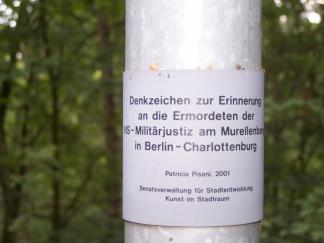 Denkzeichen zur Erinnerung
an die Ermordeten der
NS-Militärjustiz am Murellenberg
in Berlin-Charlottenburg
Patricia Pisani, 2001
Senatsverwaltung für Stadtentwicklung
Kunst im Stadtraum